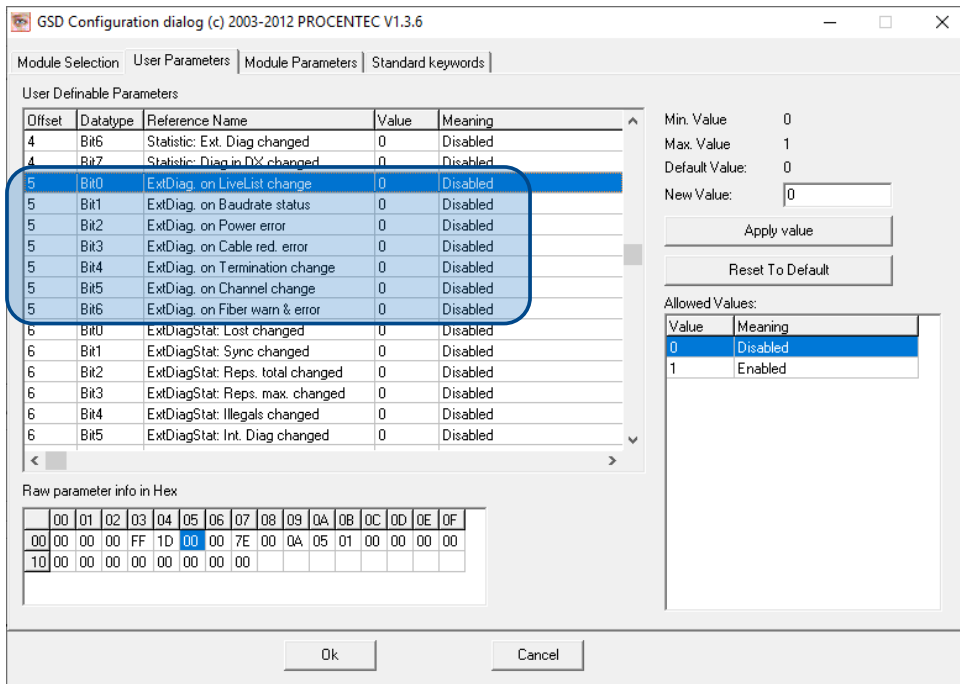 GSD Configuration dialog (c) 2003-2012 PROCENTEC V1.3.6
Module Selection User Parameters Module Parameters Standard keywords
User Definable Parameters
Offset Datatype Reference Name Value Meaning
4 Bit6 Statistic: Ext. Diag changed 0 Disabled
4 Bit7 Statistic: Diag in DX changed 0 Disabled
5 Bit0 ExtDiag. on LiveList change 0 Disabled
5 Bit1 ExtDiag. on Baudrate status 0 Disabled
5 Bit2 ExtDiag. on Power error 0 Disabled
5 Bit3 ExtDiag. on Cable red. error 0 Disabled
5 Bit4 ExtDiag. on Termination change 0 Disabled
5 Bit5 ExtDiag. on Channel change 0 Disabled
5 Bit6 ExtDiag. on Fiber warn & error 0 Disabled
6 Bit0 ExtDiagStat: Lost changed 0 Disabled
6 Bit1 ExtDiagStat: Sync changed 0 Disabled
6 Bit2 ExtDiagStat: Reps. total changed 0 Disabled
6 Bit3 ExtDiagStat: Reps. max. changed 0 Disabled
6 Bit4 ExtDiagStat: Illegals changed 0 Disabled
6 Bit5 ExtDiagStat: Int. Diag changed 0 Disabled
Min. Value 0
Max. Value 1
Default Value: 0
New Value: 0
Apply value
Reset To Default
Allowed Values:
Value Meaning
0 Disabled
1 Enabled
Raw parameter info in Hex
00 01 02 03 04 05 06 07 08 09 0A 0B 0C 0D 0E 0F
00 00 00 00 FF 1D 00 00 7E 00 0A 05 01 00 00 00 00
10 00 00 00 00 00 00 00 00
Ok Cancel